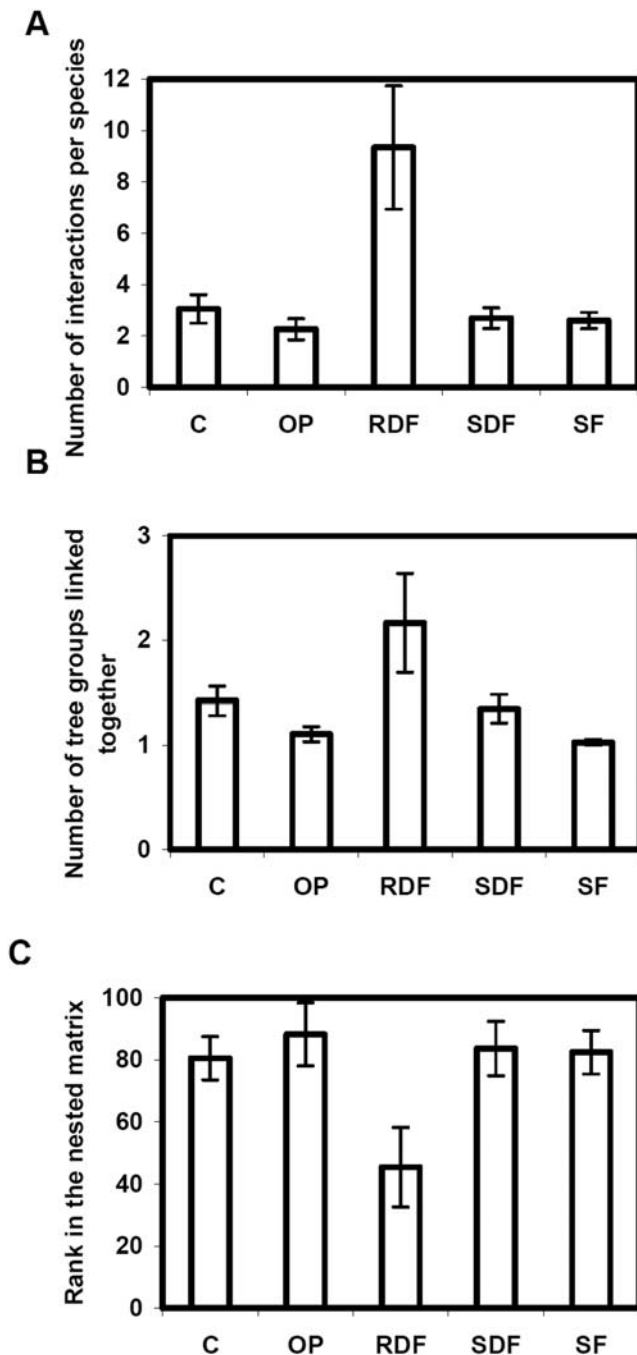 A
Number of interactions per species
12
10
8
6
4
2
0
C OP RDF SDF SF
B
Number of tree groups linked
together
3
2
1
0
C OP RDF SDF SF
C
Rank in the nested matrix
100
80
60
40
20
0
C OP RDF SDF SF